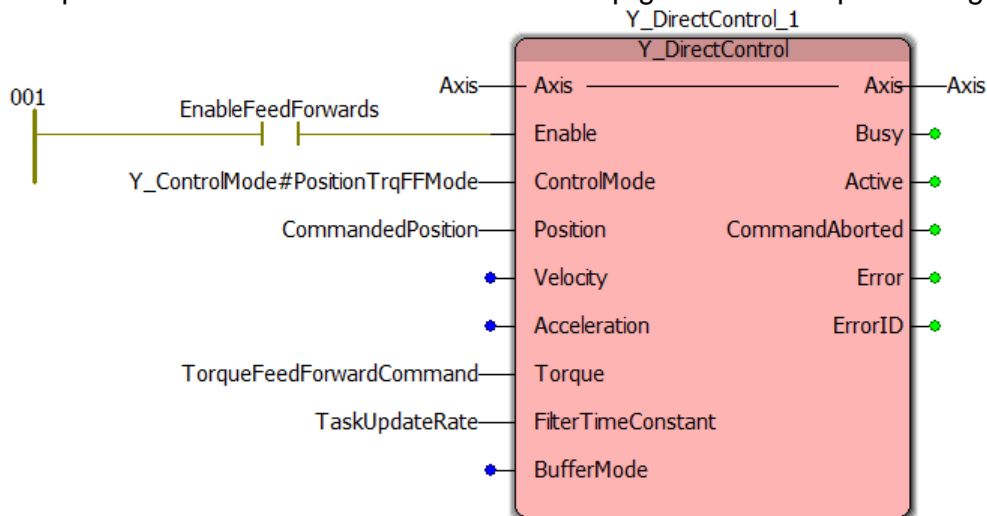 Y_DirectControl_1
Y_DirectControl
Axis Axis Axis Axis
001
EnableFeedForwards
Enable Busy
Y_ControlMode#PositionTrqFFMode ControlMode Active
CommandedPosition Position CommandAborted
Velocity Error
Acceleration ErrorID
TorqueFeedForwardCommand Torque
TaskUpdateRate FilterTimeConstant
BufferMode